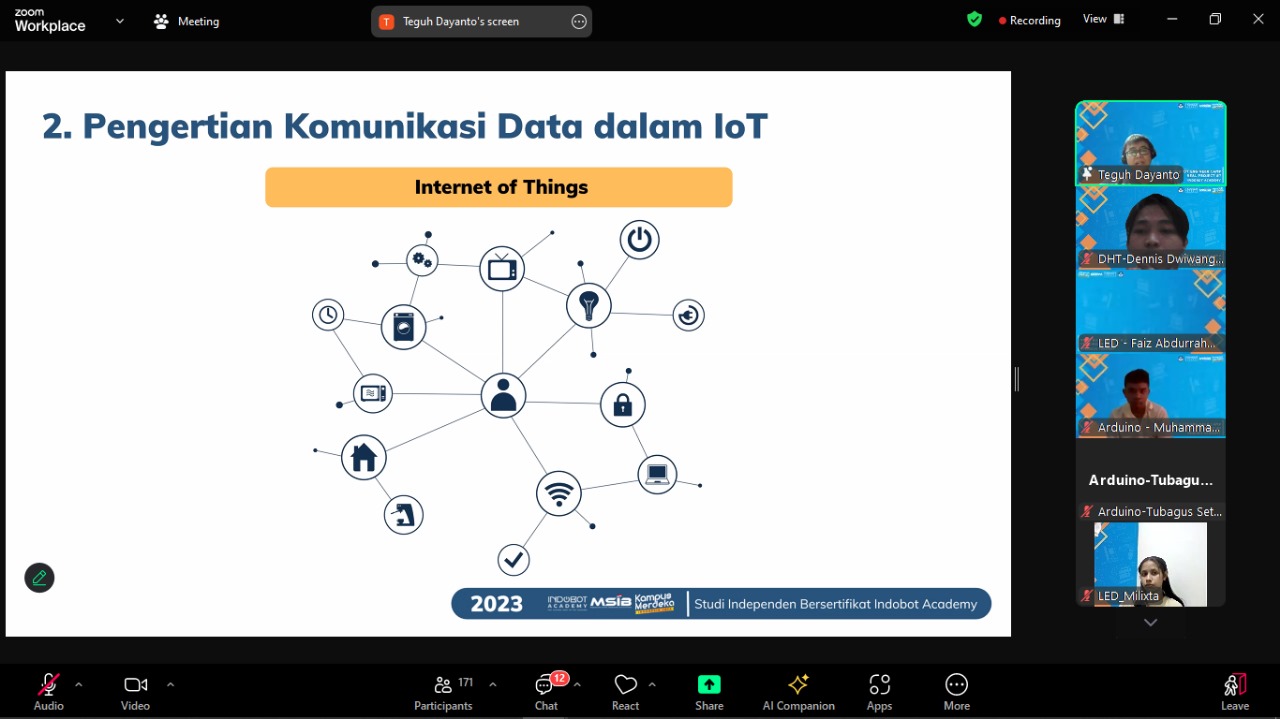 zoom
Workplace
Meeting
T Teguh Dayanto's screen
Recording
View
2. Pengertian Komunikasi Data dalam IoT
Internet of Things
2023
INDOBOT
ACADEMY
MSIB
Kampus
Merdeka
Studi Independen Bersertifikat Indobot Academy
Teguh Dayanto
DHT-Dennis Dwiwang...
LED - Faiz Abdurrah...
Arduino - Muhamma...
Arduino-Tubagu...
Arduino-Tubagus Set...
LED_Milixta
Audio
Video
171
Participants
12
Chat
React
Share
AI Companion
Apps
More
Leave